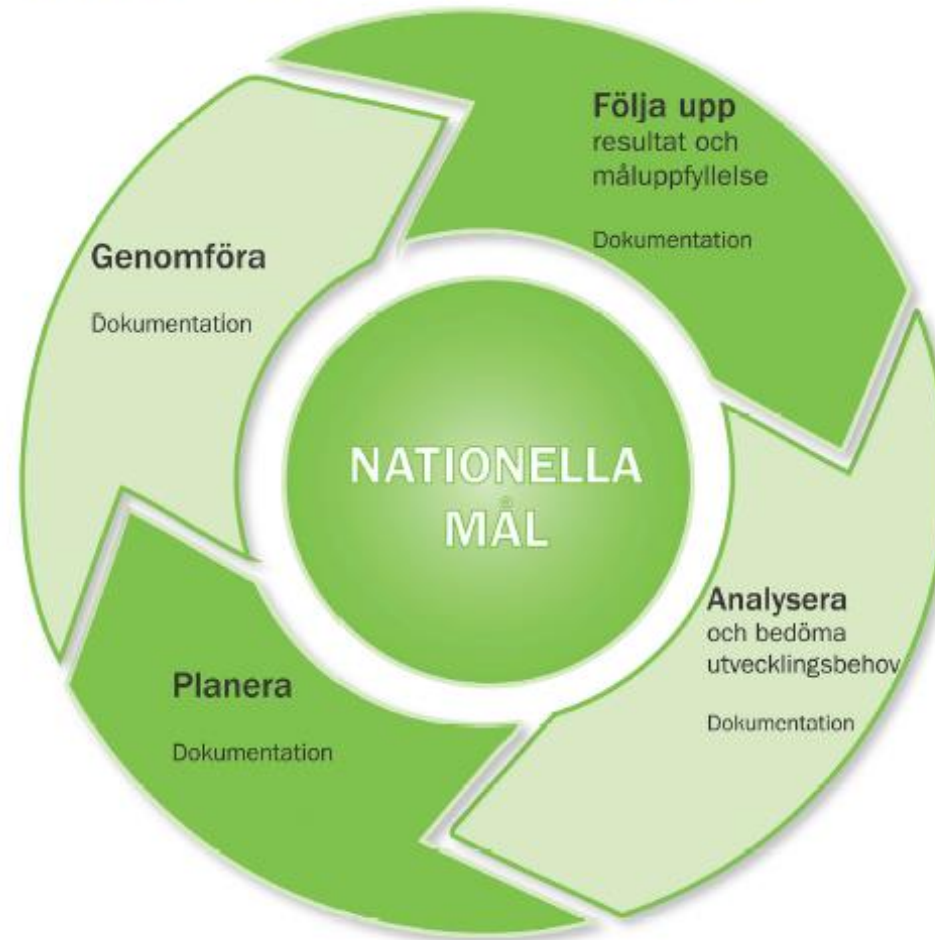 Följa upp
resultat och
måluppfyllelse
Dokumentation
Genomföra
Dokumentation
NATIONELLA
MÅL
Analysera
och bedöma
utvecklingsbehov
Dokumentation
Planera
Dokumentation